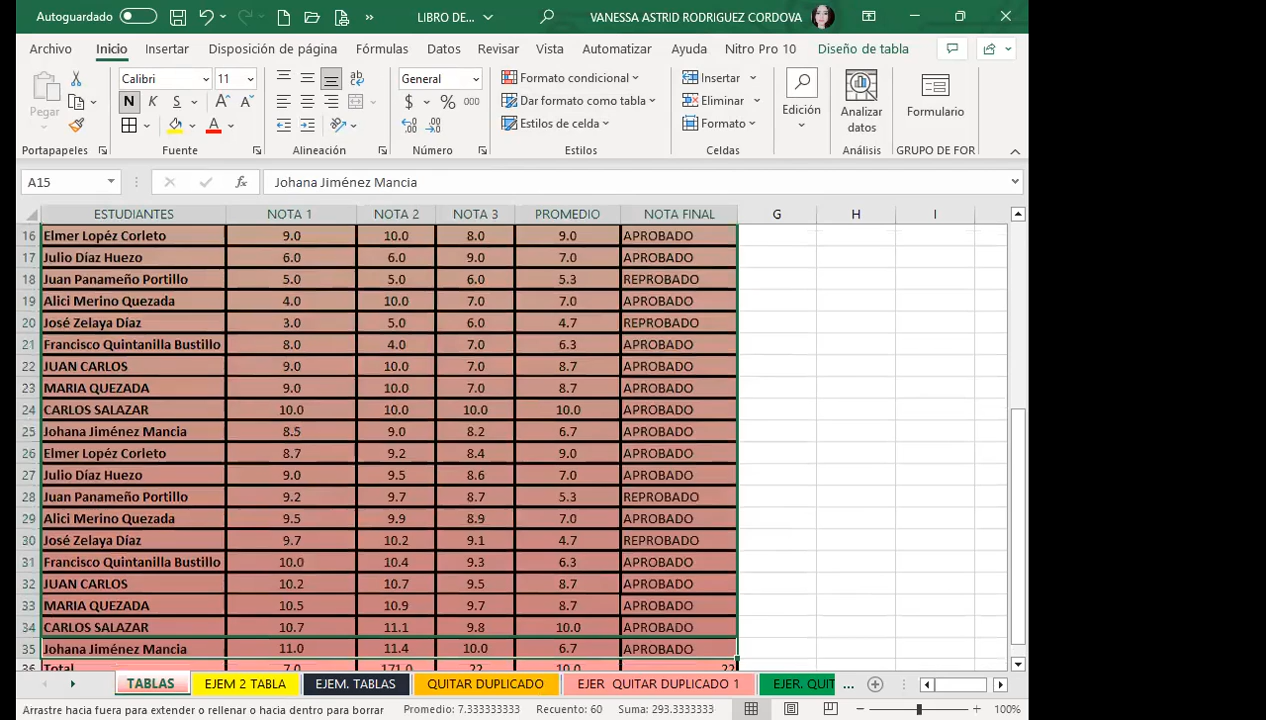 Autoguardado LIBRO DE... VANESSA ASTRID RODRIGUEZ CORDOVA
Archivo Inicio Insertar Disposición de página Fórmulas Datos Revisar Vista Automatizar Ayuda Nitro Pro 10 Diseño de tabla
Pegar Calibri 11 General Formato condicional Insertar Edición Analizar datos Formulario
N K S $ % 000 Dar formato como tabla Eliminar
Estilos de celda Formato
Portapapeles Fuente Alineación Número Estilos Celdas Análisis GRUPO DE FOR
A15 fx Johana Jiménez Mancia
ESTUDIANTES NOTA 1 NOTA 2 NOTA 3 PROMEDIO NOTA FINAL G H I
16 Elmer Lopéz Corleto 9.0 10.0 8.0 9.0 APROBADO
17 Julio Díaz Huezo 6.0 6.0 9.0 7.0 APROBADO
18 Juan Panameño Portillo 5.0 5.0 6.0 5.3 REPROBADO
19 Alici Merino Quezada 4.0 10.0 7.0 7.0 APROBADO
20 José Zelaya Díaz 3.0 5.0 6.0 4.7 REPROBADO
21 Francisco Quintanilla Bustillo 8.0 4.0 7.0 6.3 APROBADO
22 JUAN CARLOS 9.0 10.0 7.0 8.7 APROBADO
23 MARIA QUEZADA 9.0 10.0 7.0 8.7 APROBADO
24 CARLOS SALAZAR 10.0 10.0 10.0 10.0 APROBADO
25 Johana Jiménez Mancia 8.5 9.0 8.2 6.7 APROBADO
26 Elmer Lopéz Corleto 8.7 9.2 8.4 9.0 APROBADO
27 Julio Díaz Huezo 9.0 9.5 8.6 7.0 APROBADO
28 Juan Panameño Portillo 9.2 9.7 8.7 5.3 REPROBADO
29 Alici Merino Quezada 9.5 9.9 8.9 7.0 APROBADO
30 José Zelaya Díaz 9.7 10.2 9.1 4.7 REPROBADO
31 Francisco Quintanilla Bustillo 10.0 10.4 9.3 6.3 APROBADO
32 JUAN CARLOS 10.2 10.7 9.5 8.7 APROBADO
33 MARIA QUEZADA 10.5 10.9 9.7 8.7 APROBADO
34 CARLOS SALAZAR 10.7 11.1 9.8 10.0 APROBADO
35 Johana Jiménez Mancia 11.0 11.4 10.0 6.7 APROBADO
36 Total 7.0 171.0 22 10.0 22
TABLAS EJEM 2 TABLA EJEM. TABLAS QUITAR DUPLICADO EJER QUITAR DUPLICADO 1 EJER. QUIT ...
Arrastre hacia fuera para extender o rellenar o hacia dentro para borrar Promedio: 7.333333333 Recuento: 60 Suma: 293.3333333 100%